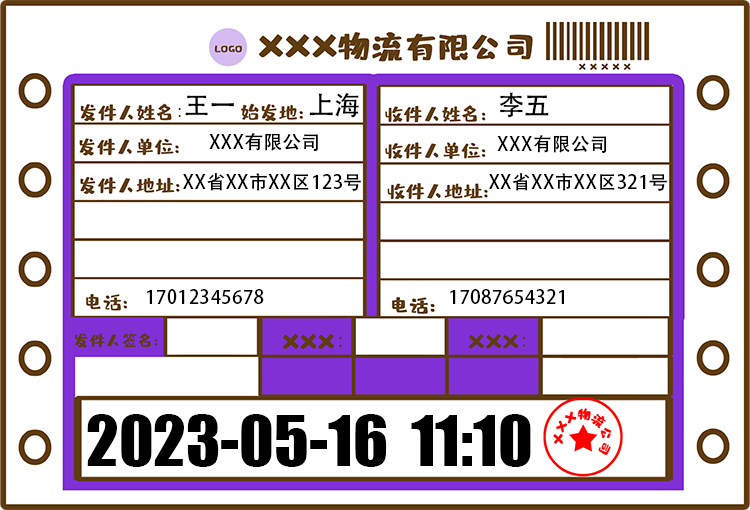 LOGO XXX物流有限公司
XXXXX
发件人姓名:王一 始发地:上海
发件人单位: XXX有限公司
发件人地址:XX省XX市XX区123号
电话: 17012345678
收件人姓名: 李五
收件人单位: XXX有限公司
收件人地址:XX省XX市XX区321号
电话: 17087654321
发件人签名: XXX: XXX:
2023-05-16 11:10
XXX物流公司